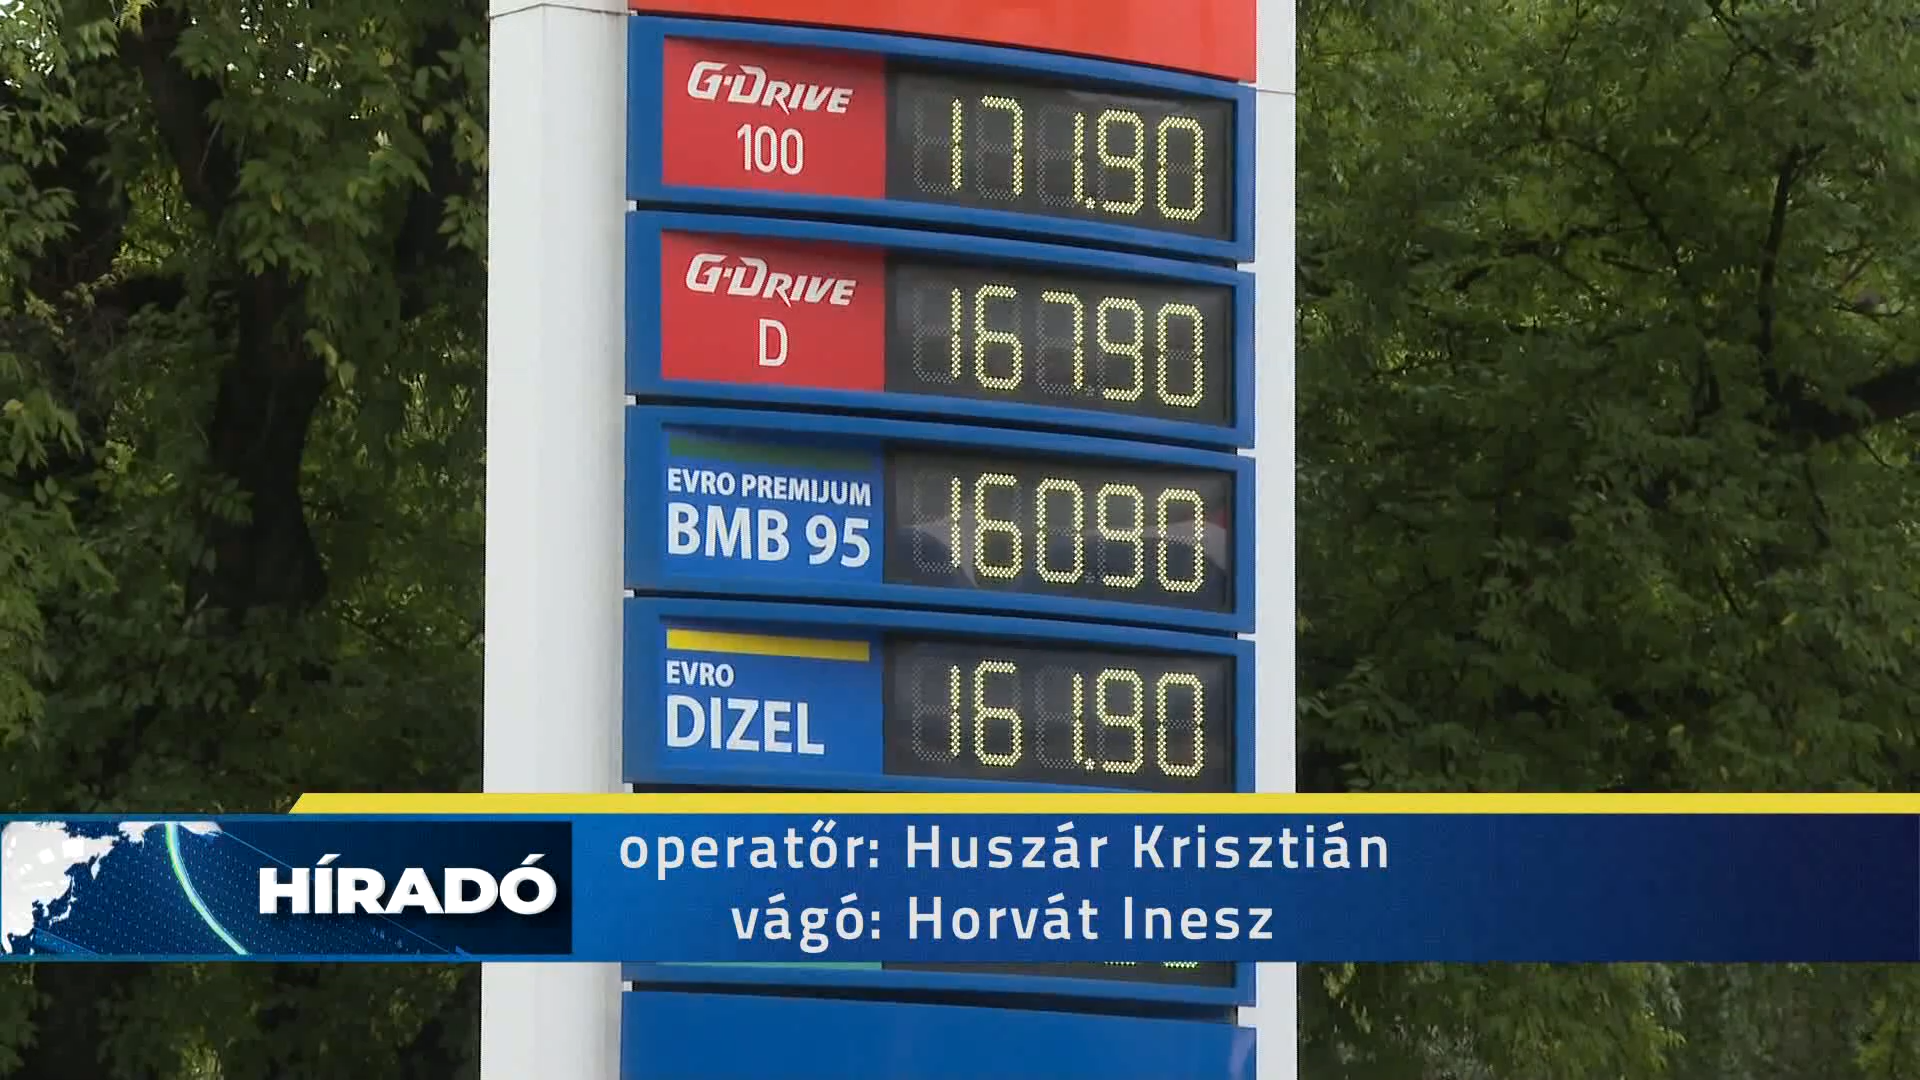 G-DRIVE
100
171.90
G-DRIVE
D
167.90
EVRO PREMIJUM
BMB 95
160.90
EVRO
DIZEL
161.90
HÍRADÓ
operatőr: Huszár Krisztián
vágó: Horvát Inesz